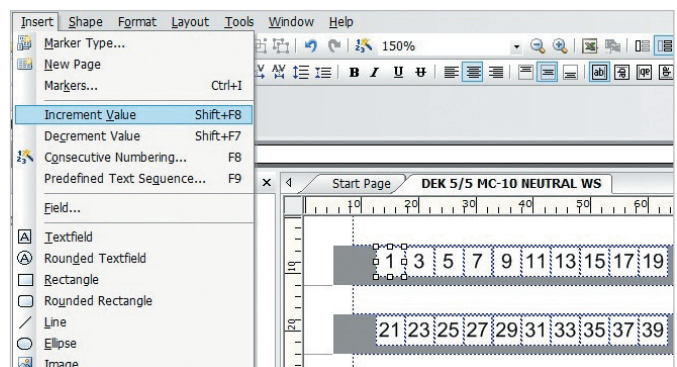 Insert Shape Format Layout Tools Window Help
Marker Type...
150%
New Page
Markers... Ctrl+I
B I U
Increment Value Shift+F8
Decrement Value Shift+F7
Consecutive Numbering... F8
Predefined Text Sequence... F9
Start Page DEK 5/5 MC-10 NEUTRAL WS
Field...
10 20 30 40 50 60
Textfield
Rounded Textfield
1 3 5 7 9 11 13 15 17 19
Rectangle
Rounded Rectangle
Line
21 23 25 27 29 31 33 35 37 39
Ellipse
Image